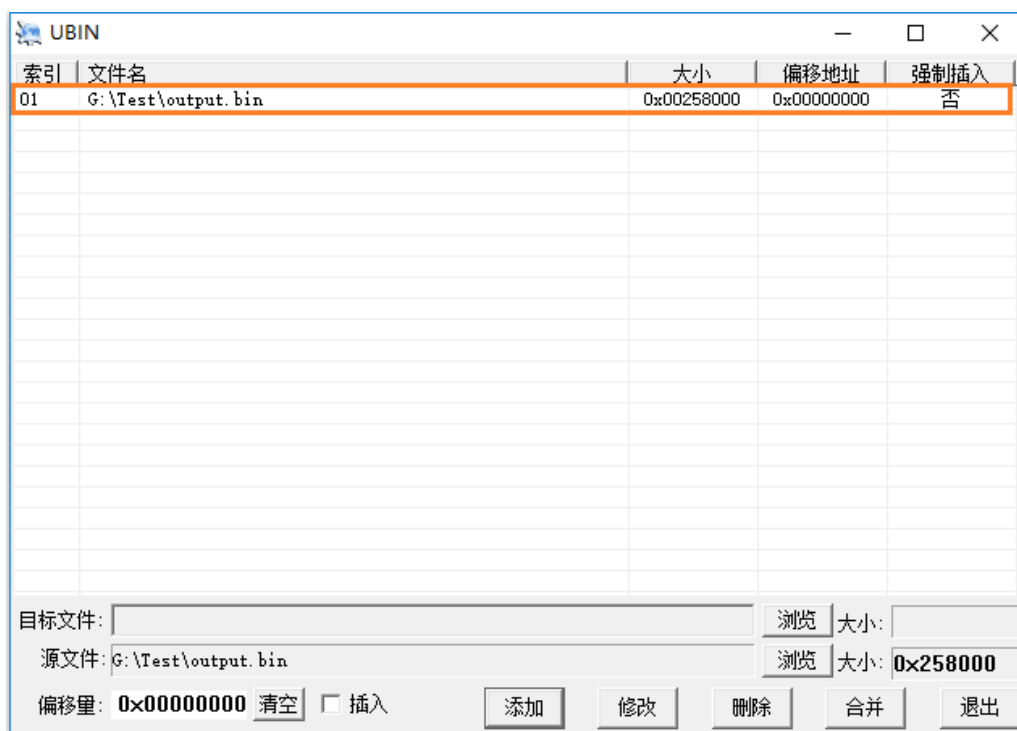 UBIN
索引 文件名 大小 偏移地址 强制插入
01 G:\Test\output.bin 0x00258000 0x00000000 否
目标文件: 浏览 大小:
源文件: G:\Test\output.bin 浏览 大小: 0x258000
偏移量: 0x00000000 清空 插入 添加 修改 删除 合并 退出